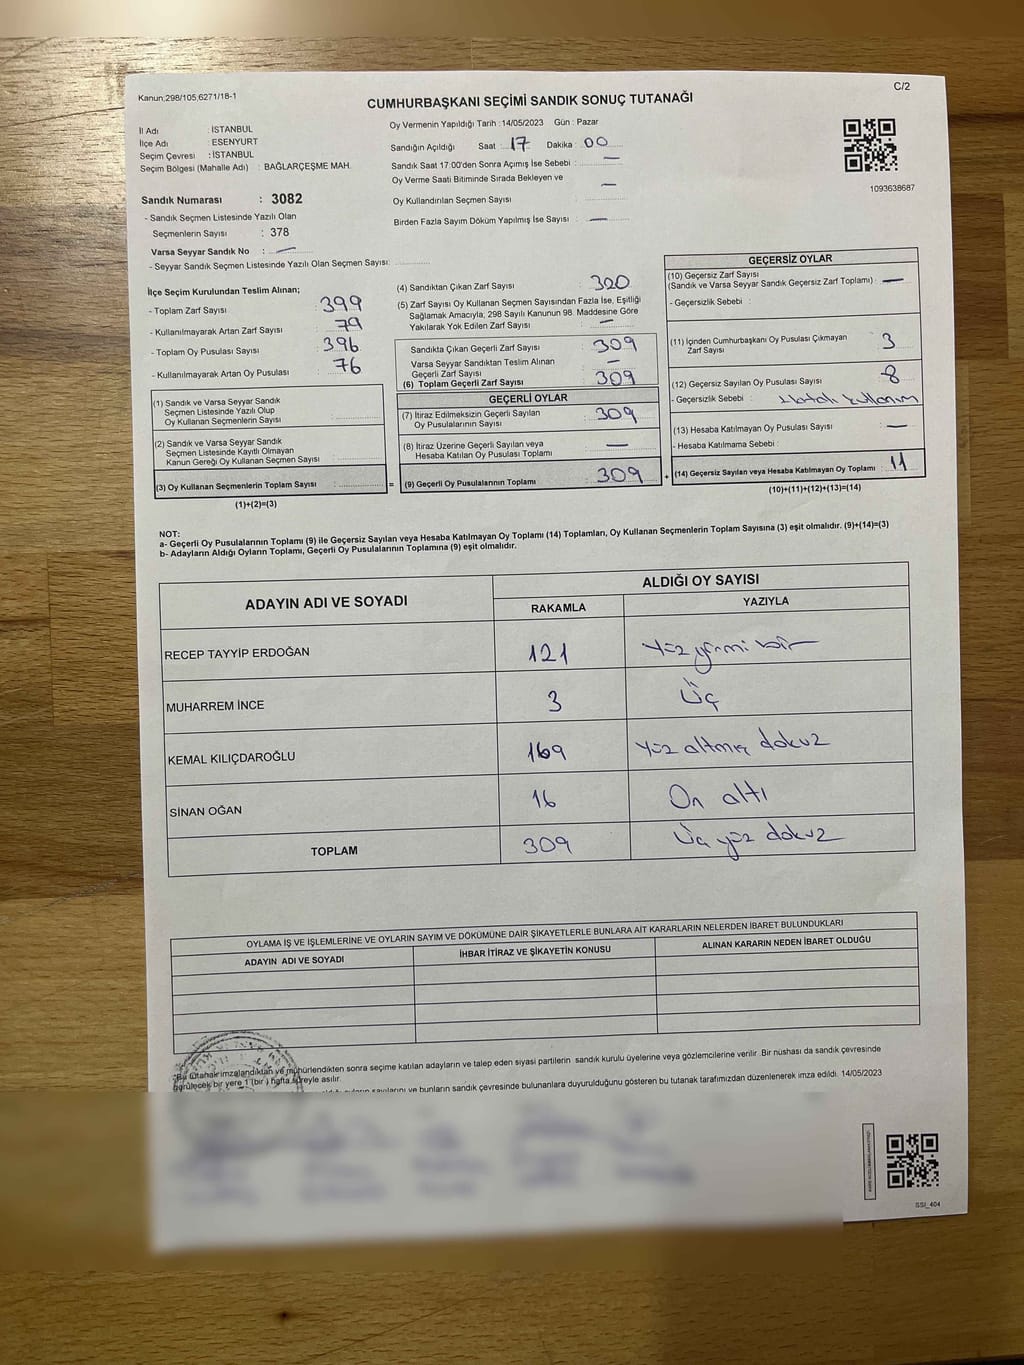 Kanun;298/105,6271/18-1
C/2
CUMHURBAŞKANI SEÇİMİ SANDIK SONUÇ TUTANAĞI
İl Adı : İSTANBUL
İlçe Adı : ESENYURT
Seçim Çevresi : İSTANBUL
Seçim Bölgesi (Mahalle Adı) : BAĞLARÇEŞME MAH.
Oy Vermenin Yapıldığı Tarih : 14/05/2023 Gün : Pazar
Sandığın Açıldığı Saat : 17 Dakika : 00
Sandık Saat 17.00'den Sonra Açımış İse Sebebi : —
Oy Verme Saati Bitiminde Sırada Bekleyen ve
Oy Kullandırılan Seçmen Sayısı : —
Birden Fazla Sayım Döküm Yapılmış İse Sayısı : —
1093638687
Sandık Numarası : 3082
- Sandık Seçmen Listesinde Yazılı Olan
Seçmenlerin Sayısı : 378
Varsa Seyyar Sandık No : —
- Seyyar Sandık Seçmen Listesinde Yazılı Olan Seçmen Sayısı:
İlçe Seçim Kurulundan Teslim Alınan;
- Toplam Zarf Sayısı : 399
- Kullanılmayarak Artan Zarf Sayısı : 79
- Toplam Oy Pusulası Sayısı : 396
- Kullanılmayarak Artan Oy Pusulası : 76
(1) Sandık ve Varsa Seyyar Sandık
Seçmen Listesinde Yazılı Olup
Oy Kullanan Seçmenlerin Sayısı :
(2) Sandık ve Varsa Seyyar Sandık
Seçmen Listesinde Kayıtlı Olmayan
Kanun Gereği Oy Kullanan Seçmen Sayısı :
(3) Oy Kullanan Seçmenlerin Toplam Sayısı :
(1)+(2)=(3)
(4) Sandıktan Çıkan Zarf Sayısı : 320
(5) Zarf Sayısı Oy Kullanan Seçmen Sayısından Fazla İse, Eşitliği
Sağlamak Amacıyla, 298 Sayılı Kanunun 98. Maddesine Göre
Yakılarak Yok Edilen Zarf Sayısı : —
Sandıkta Çıkan Geçerli Zarf Sayısı : 309
Varsa Seyyar Sandıktan Teslim Alınan
Geçerli Zarf Sayısı : —
(6) Toplam Geçerli Zarf Sayısı : 309
GEÇERLİ OYLAR
(7) İtiraz Edilmeksizin Geçerli Sayılan
Oy Pusulalarının Sayısı : 309
(8) İtiraz Üzerine Geçerli Sayılan veya
Hesaba Katılan Oy Pusulası Toplamı : —
= (9) Geçerli Oy Pusulalarının Toplamı : 309
GEÇERSİZ OYLAR
(10) Geçersiz Zarf Sayısı
(Sandık ve Varsa Seyyar Sandık Geçersiz Zarf Toplamı) : —
- Geçersizlik Sebebi :
(11) İçinden Cumhurbaşkanı Oy Pusulası Çıkmayan
Zarf Sayısı : 3
(12) Geçersiz Sayılan Oy Pusulası Sayısı : 8
- Geçersizlik Sebebi : Hatalı kullanım
(13) Hesaba Katılmayan Oy Pusulası Sayısı : —
- Hesaba Katılmama Sebebi :
+ (14) Geçersiz Sayılan veya Hesaba Katılmayan Oy Toplamı : 11
(10)+(11)+(12)+(13)=(14)
NOT:
a- Geçerli Oy Pusulalarının Toplamı (9) ile Geçersiz Sayılan veya Hesaba Katılmayan Oy Toplamı (14) Toplamları, Oy Kullanan Seçmenlerin Toplam Sayısına (3) eşit olmalıdır. (9)+(14)=(3)
b- Adayların Aldığı Oyların Toplamı, Geçerli Oy Pusulalarının Toplamına (9) eşit olmalıdır.
ADAYIN ADI VE SOYADI
ALDIĞI OY SAYISI
RAKAMLA YAZIYLA
RECEP TAYYİP ERDOĞAN 121 Yüz yirmi bir
MUHARREM İNCE 3 Üç
KEMAL KILIÇDAROĞLU 169 Yüz altmış dokuz
SİNAN OĞAN 16 On altı
TOPLAM 309 Üç yüz dokuz
OYLAMA İŞ VE İŞLEMLERİNE VE OYLARIN SAYIM VE DÖKÜMÜNE DAİR ŞİKAYETLERLE BUNLARA AİT KARARLARIN NELERDEN İBARET BULUNDUKLARI
ADAYIN ADI VE SOYADI İHBAR İTİRAZ VE ŞİKAYETİN KONUSU ALINAN KARARIN NEDEN İBARET OLDUĞU
"Bu tutanak imzalandıktan ve mühürlendikten sonra seçime katılan adayların ve talep eden siyasi partilerin sandık kurulu üyelerine veya gözlemcilerine verilir. Bir nüshası da sandık çevresinde
görülecek bir yere 1 (bir) hafta süreyle asılır.
sayılarını ve bunların sandık çevresinde bulunanlara duyurulduğunu gösteren bu tutanak tarafımızdan düzenlenerek imza edildi. 14/05/2023
SSI_404